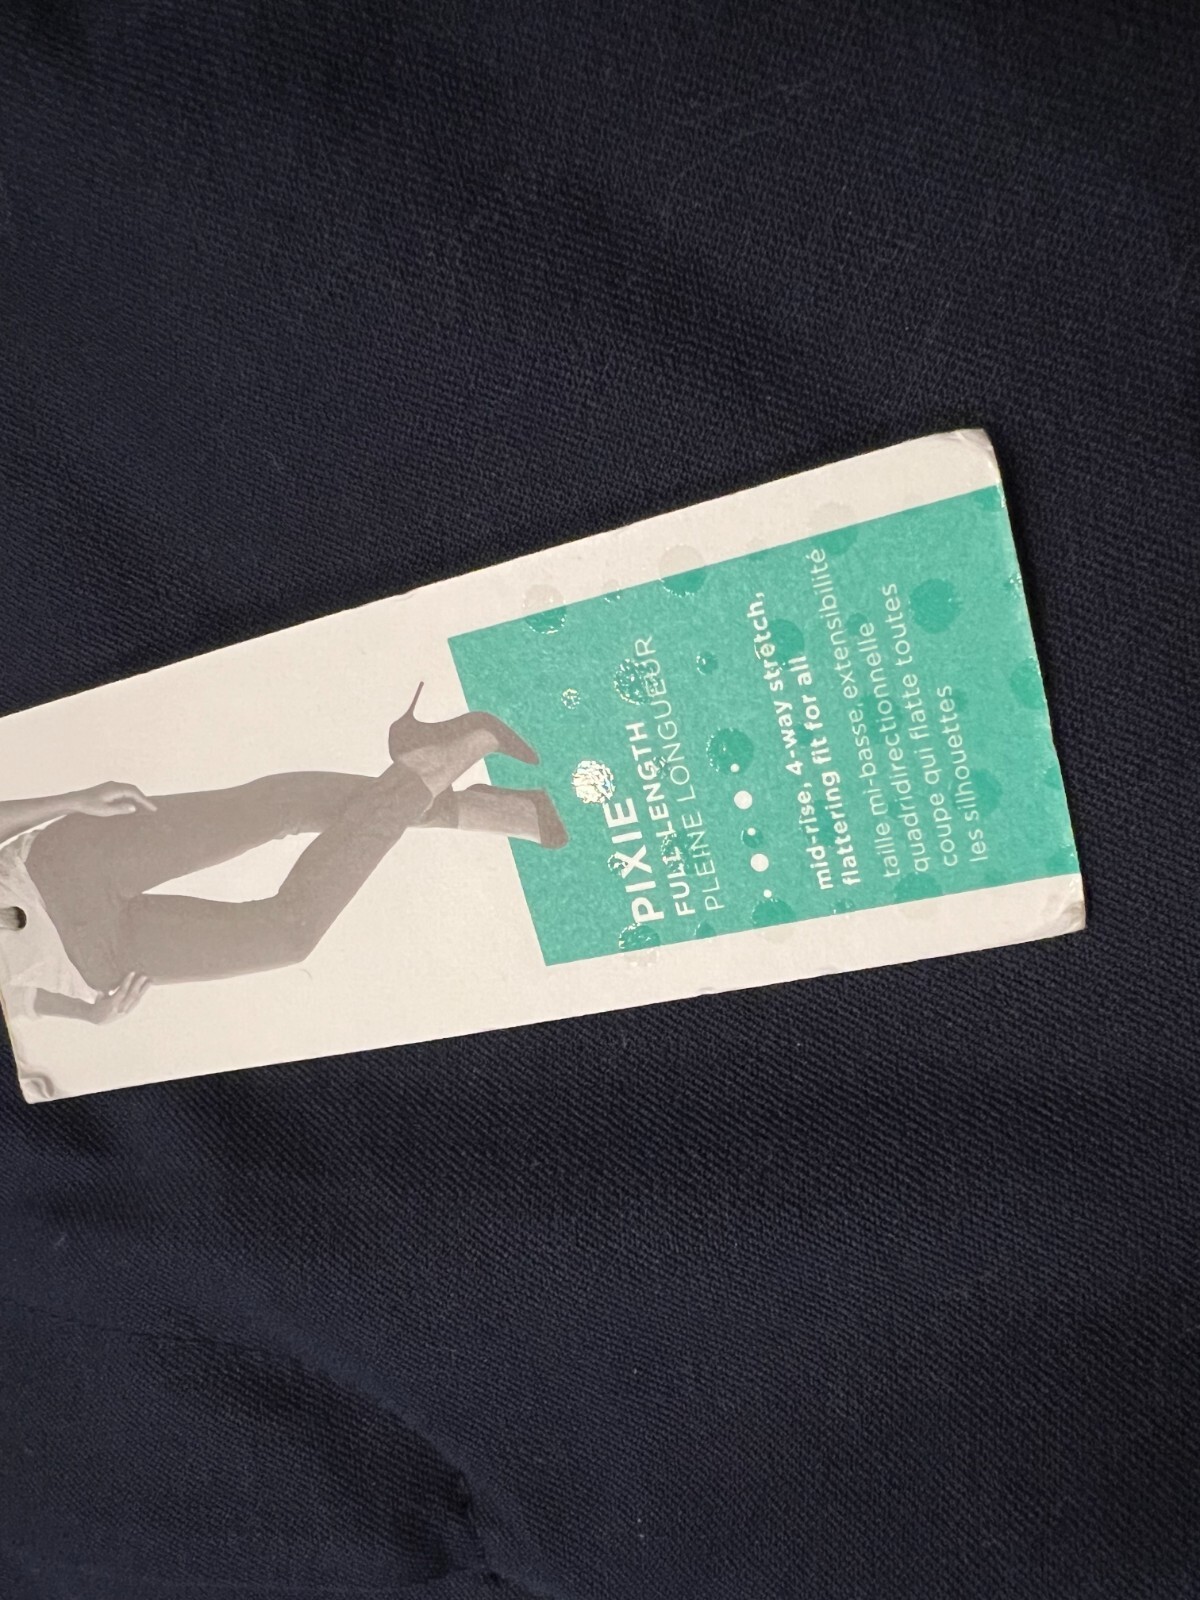 PIXIE
FULL LENGTH
PLEINE LONGUEUR
mid-rise, 4-way stretch,
flattering fit for all
taille mi-basse, extensibilité
quadridirectionnelle
coupe qui flatte toutes
les silhouettes